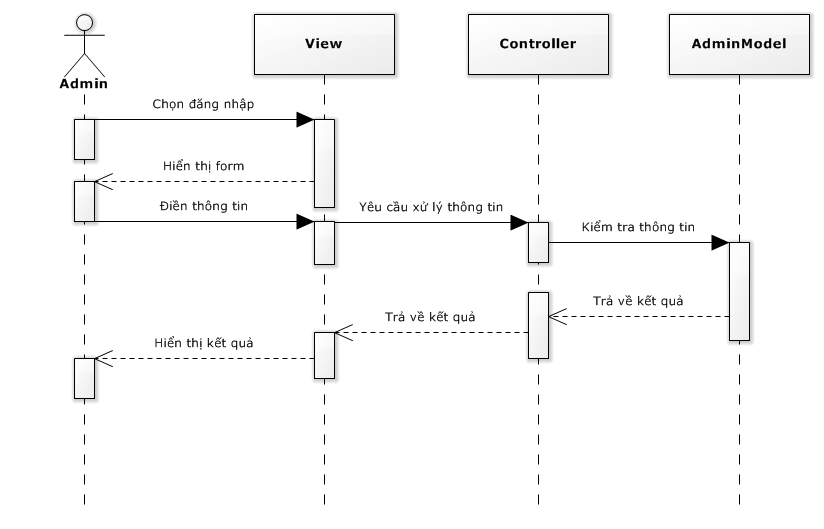 View
Controller
AdminModel
Admin
Chọn đăng nhập
Hiển thị form
Điền thông tin
Yêu cầu xử lý thông tin
Kiểm tra thông tin
Trả về kết quả
Trả về kết quả
Hiển thị kết quả